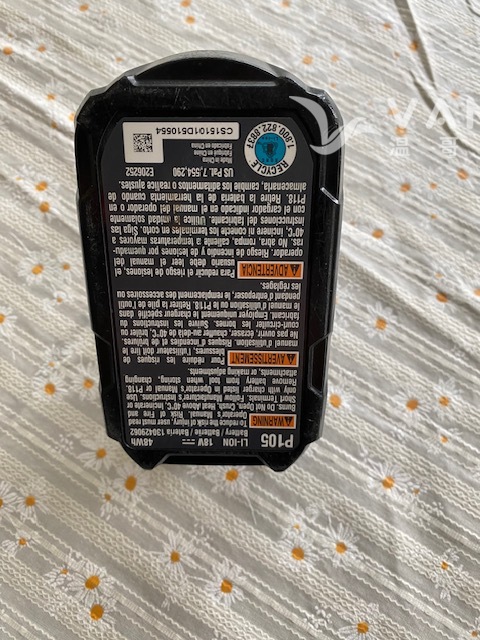 P105
LI-ION 18V 48Wh
Battery / Batterie / Batería 130429062
WARNING
To reduce the risk of injury, user must read
Operator's Manual. Risk of Fire and
Burns. Do Not Open, Crush, Heat Above 40°C, Incinerate or
Short Terminals. Follow Manufacturer's Instructions. Use
only with charger listed in Operator's Manual or P118.
Remove battery from tool when storing, changing
attachments, or making adjustments.
AVERTISSEMENT
Pour réduire les risques de
blessures, l'utilisateur doit lire le
manuel d'utilisation. Risques d'incendies et de brûlures.
Ne pas ouvrir, écraser, chauffer au-delà de 40°C, brûler ou
court-circuiter les bornes. Suivre les instructions du
fabricant. Employer uniquement le chargeur spécifié dans
le manuel d'utilisation ou le P118. Retirer la pile de l'outil
pendant d'entreposer, le remplacement des accessoires ou
les réglages.
ADVERTENCIA
Para reducir el riesgo de lesiones, el
usuario debe leer el manual del
operador. Riesgo de incendio y de lesiones por quemadu-
ras. No abra, rompa, caliente a temperaturas mayores a
40°C, incinere ni conecte los terminales en corto. Siga las
instrucciones del fabricante. Utilice la unidad solamente
con el cargador indicado en el manual del operador o en
P118. Retire la batería de la herramienta cuando de
almacenaria, cambie los aditamentos o realice ajustes.
US Pat. 7,554,290
E206252
Made in China
Fabriqué en Chine
Fabricado en China
CS15101D510554
RECYCLE
1.800.822.8837
VAN